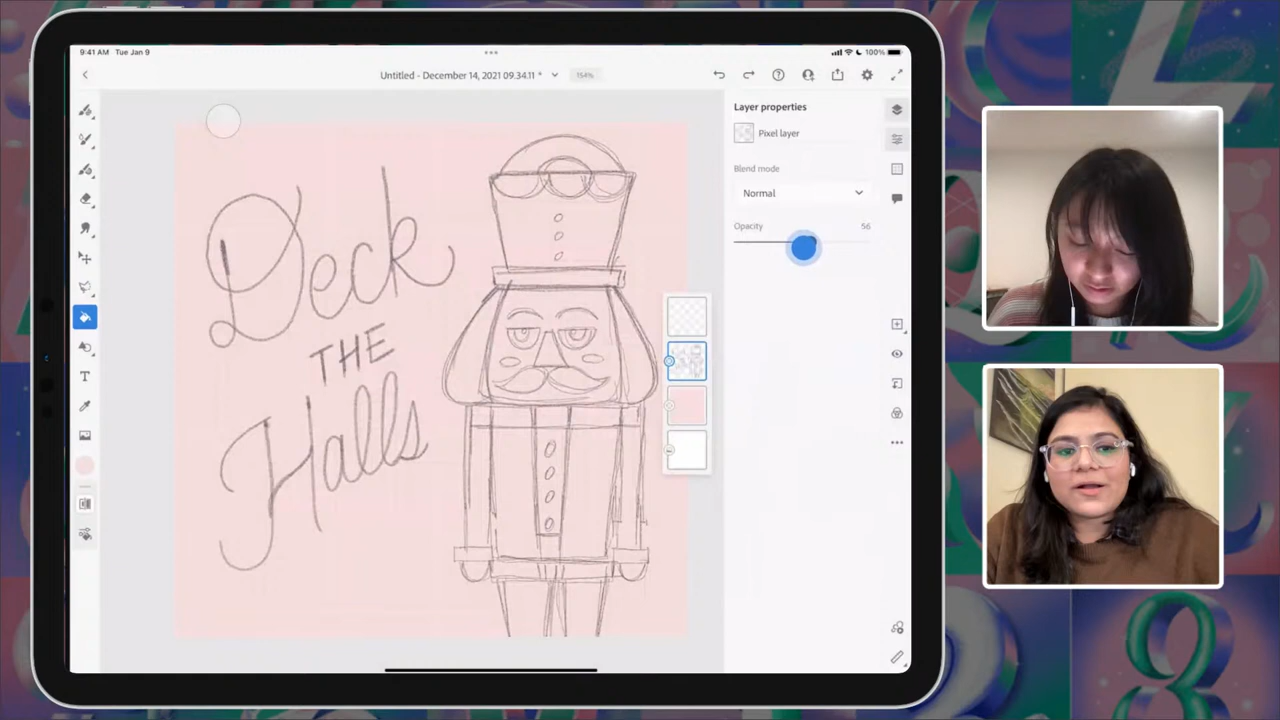 9:41 AM Tue Jan 9
100%
Untitled - December 14, 2021 09.34.11 *
154%
Layer properties
Pixel layer
Blend mode
Normal
Opacity
56
T
Deck
THE
Halls